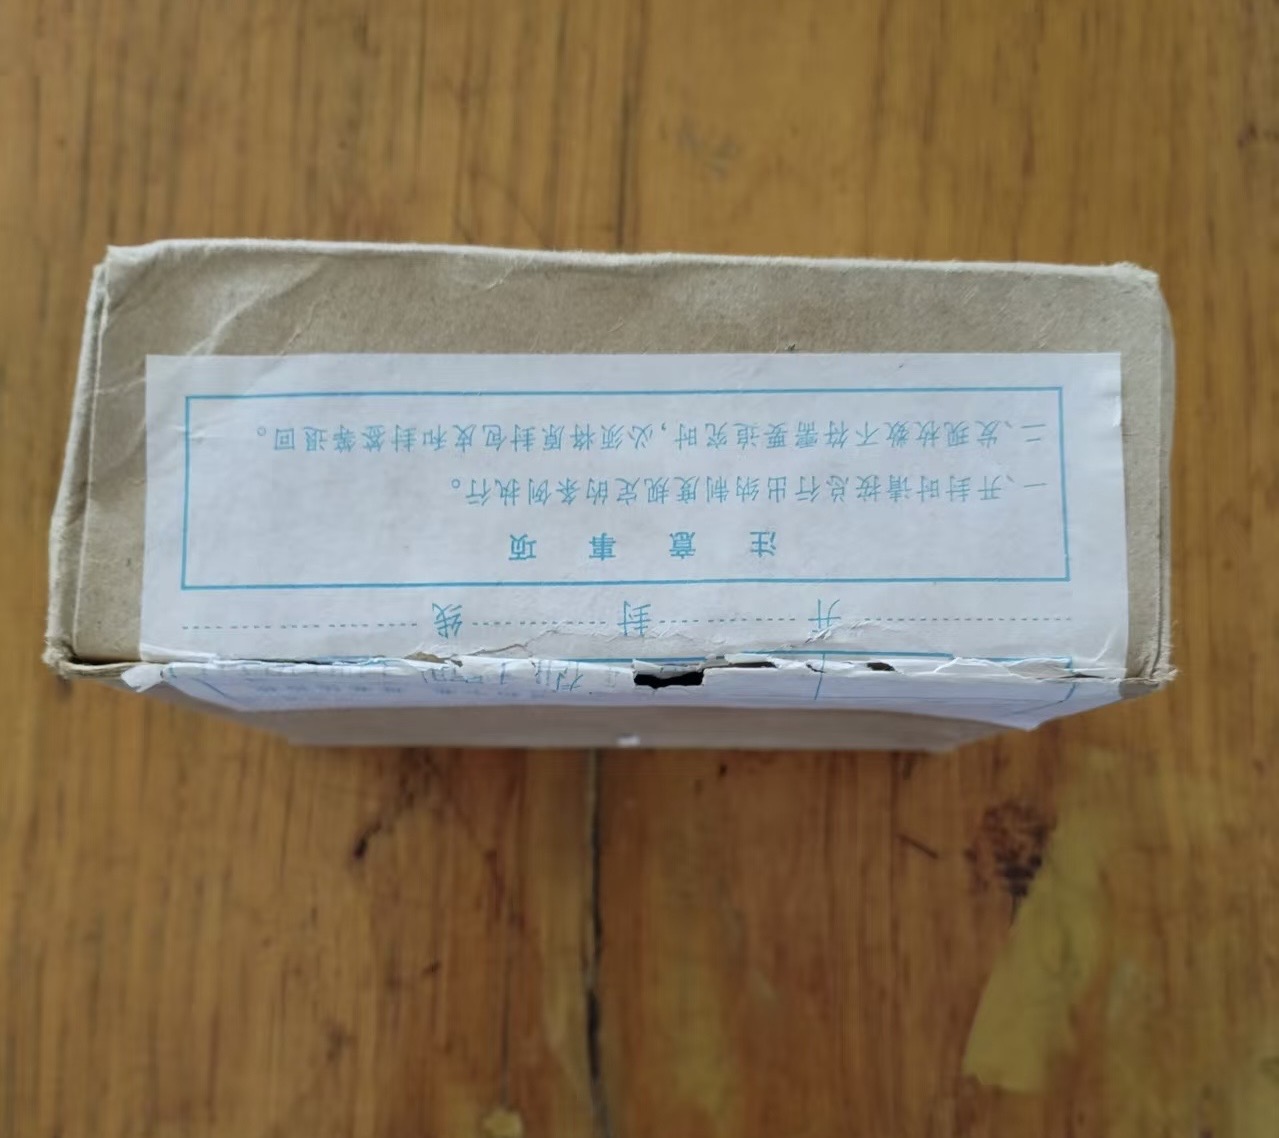 开封线
注意事项
一、开封时请按总行出纳制度规定的条例执行。
二、发现枚数不符需要追究时,必须将原封包皮和封签等退回。